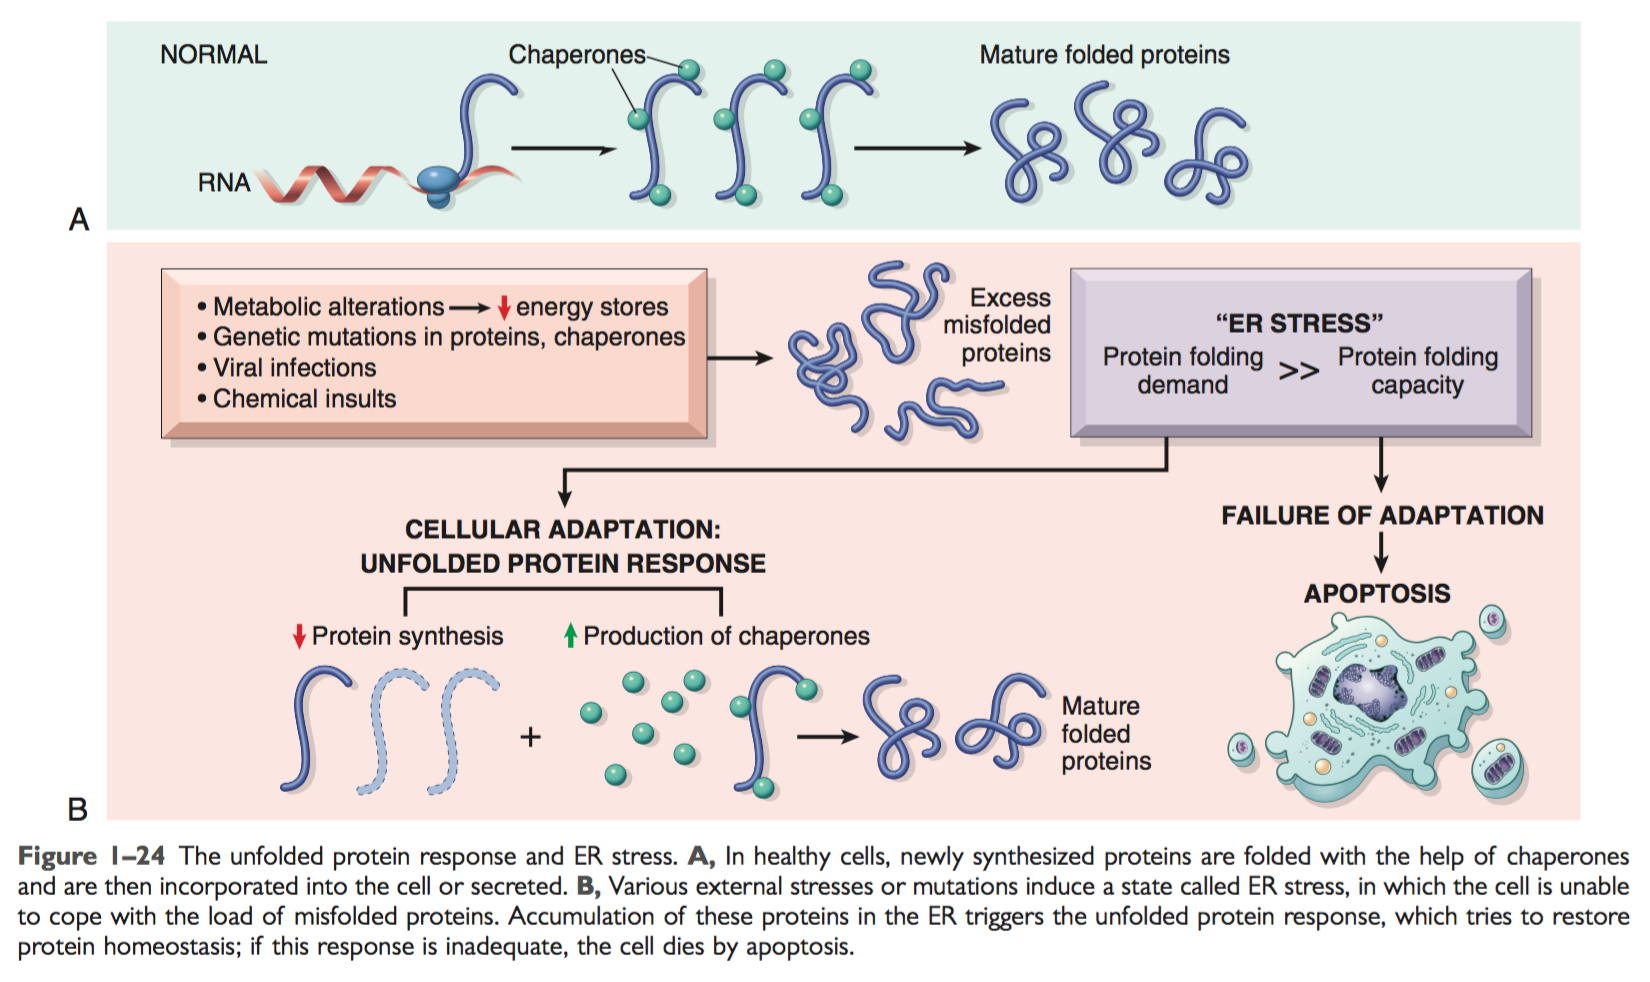 NORMAL
Chaperones
Mature folded proteins
RNA
A
• Metabolic alterations → ↓ energy stores
• Genetic mutations in proteins, chaperones
• Viral infections
• Chemical insults
Excess
misfolded
proteins
“ER STRESS”
Protein folding
demand
>>
Protein folding
capacity
CELLULAR ADAPTATION:
UNFOLDED PROTEIN RESPONSE
FAILURE OF ADAPTATION
APOPTOSIS
↓ Protein synthesis
↑ Production of chaperones
+
Mature
folded
proteins
B
Figure 1–24 The unfolded protein response and ER stress. A, In healthy cells, newly synthesized proteins are folded with the help of chaperones
and are then incorporated into the cell or secreted. B, Various external stresses or mutations induce a state called ER stress, in which the cell is unable
to cope with the load of misfolded proteins. Accumulation of these proteins in the ER triggers the unfolded protein response, which tries to restore
protein homeostasis; if this response is inadequate, the cell dies by apoptosis.